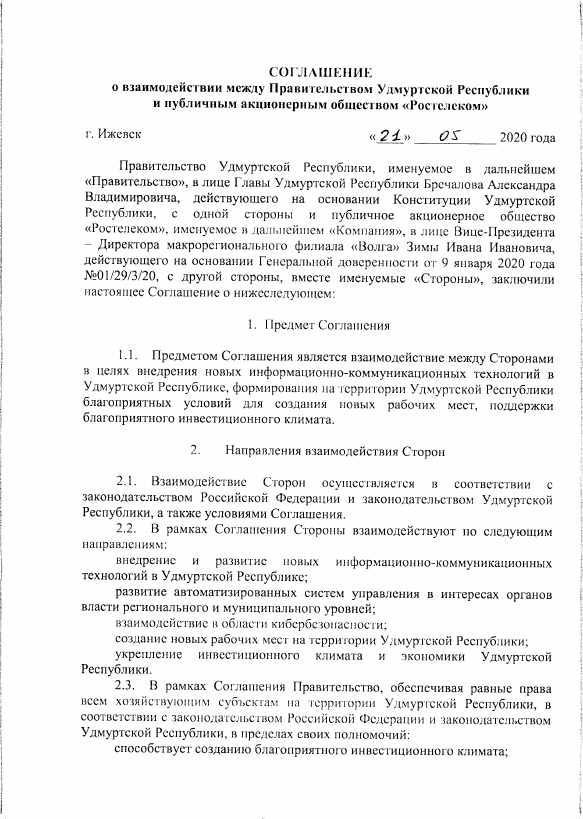 СОГЛАШЕНИЕ
о взаимодействии между Правительством Удмуртской Республики
и публичным акционерным обществом «Ростелеком»
г. Ижевск «21» 05 2020 года
Правительство Удмуртской Республики, именуемое в дальнейшем
«Правительство», в лице Главы Удмуртской Республики Бречалова Александра
Владимировича, действующего на основании Конституции Удмуртской
Республики, с одной стороны и публичное акционерное общество
«Ростелеком», именуемое в дальнейшем «Компания», в лице Вице-Президента
– Директора макрорегионального филиала «Волга» Зимы Ивана Ивановича,
действующего на основании Генеральной доверенности от 9 января 2020 года
№01/29/3/20, с другой стороны, вместе именуемые «Стороны», заключили
настоящее Соглашение о нижеследующем:
1. Предмет Соглашения
1.1. Предметом Соглашения является взаимодействие между Сторонами
в целях внедрения новых информационно-коммуникационных технологий в
Удмуртской Республике, формирования на территории Удмуртской Республики
благоприятных условий для создания новых рабочих мест, поддержки
благоприятного инвестиционного климата.
2. Направления взаимодействия Сторон
2.1. Взаимодействие Сторон осуществляется в соответствии с
законодательством Российской Федерации и законодательством Удмуртской
Республики, а также условиями Соглашения.
2.2. В рамках Соглашения Стороны взаимодействуют по следующим
направлениям:
внедрение и развитие новых информационно-коммуникационных
технологий в Удмуртской Республике;
развитие автоматизированных систем управления в интересах органов
власти регионального и муниципального уровней;
взаимодействие в области кибербезопасности;
создание новых рабочих мест на территории Удмуртской Республики;
укрепление инвестиционного климата и экономики Удмуртской
Республики.
2.3. В рамках Соглашения Правительство, обеспечивая равные права
всем хозяйствующим субъектам на территории Удмуртской Республики, в
соответствии с законодательством Российской Федерации и законодательством
Удмуртской Республики, в пределах своих полномочий:
способствует созданию благоприятного инвестиционного климата;